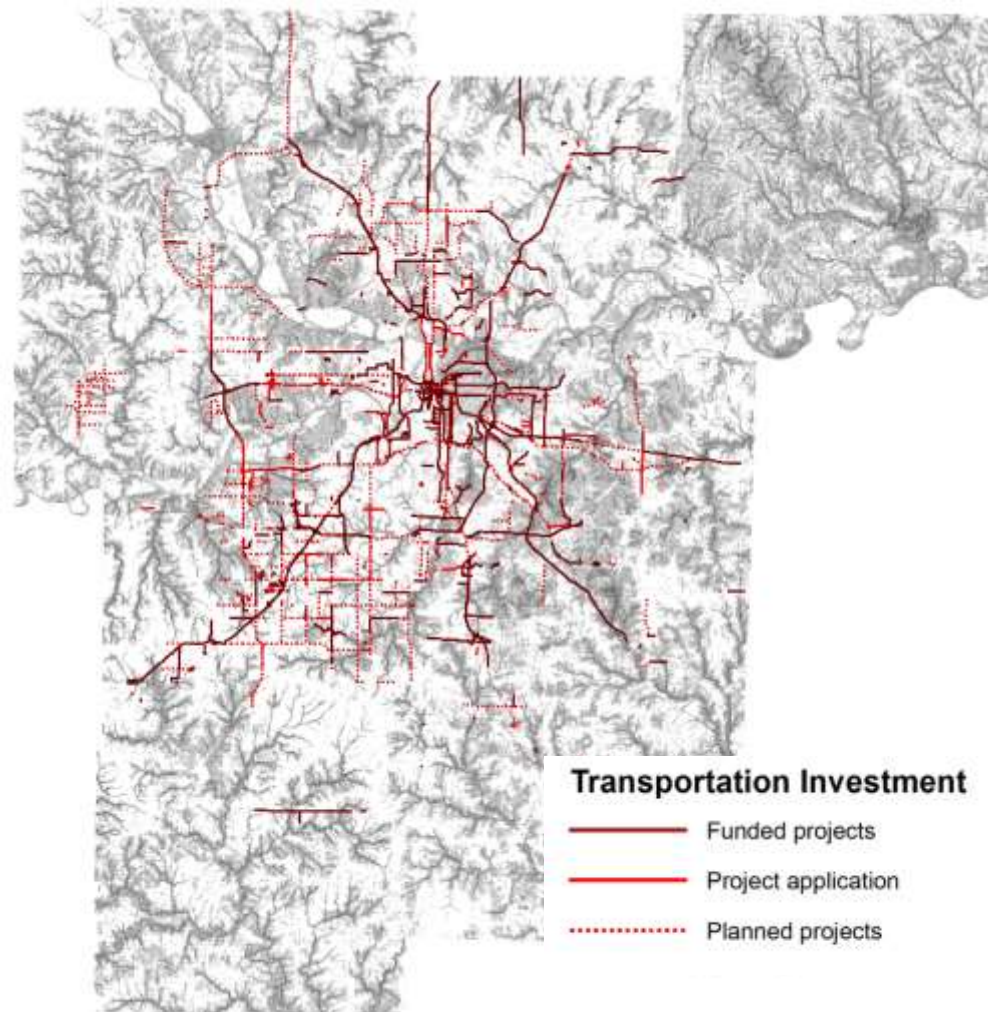 Transportation Investment
Funded projects
Project application
Planned projects